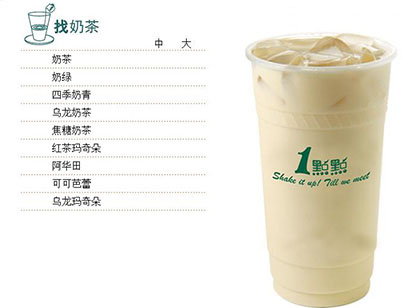 找奶茶
中 大
奶茶
奶绿
四季奶青
乌龙奶茶
焦糖奶茶
红茶玛奇朵
阿华田
可可芭蕾
乌龙玛奇朵
1點點
Shake it up! Till we meet